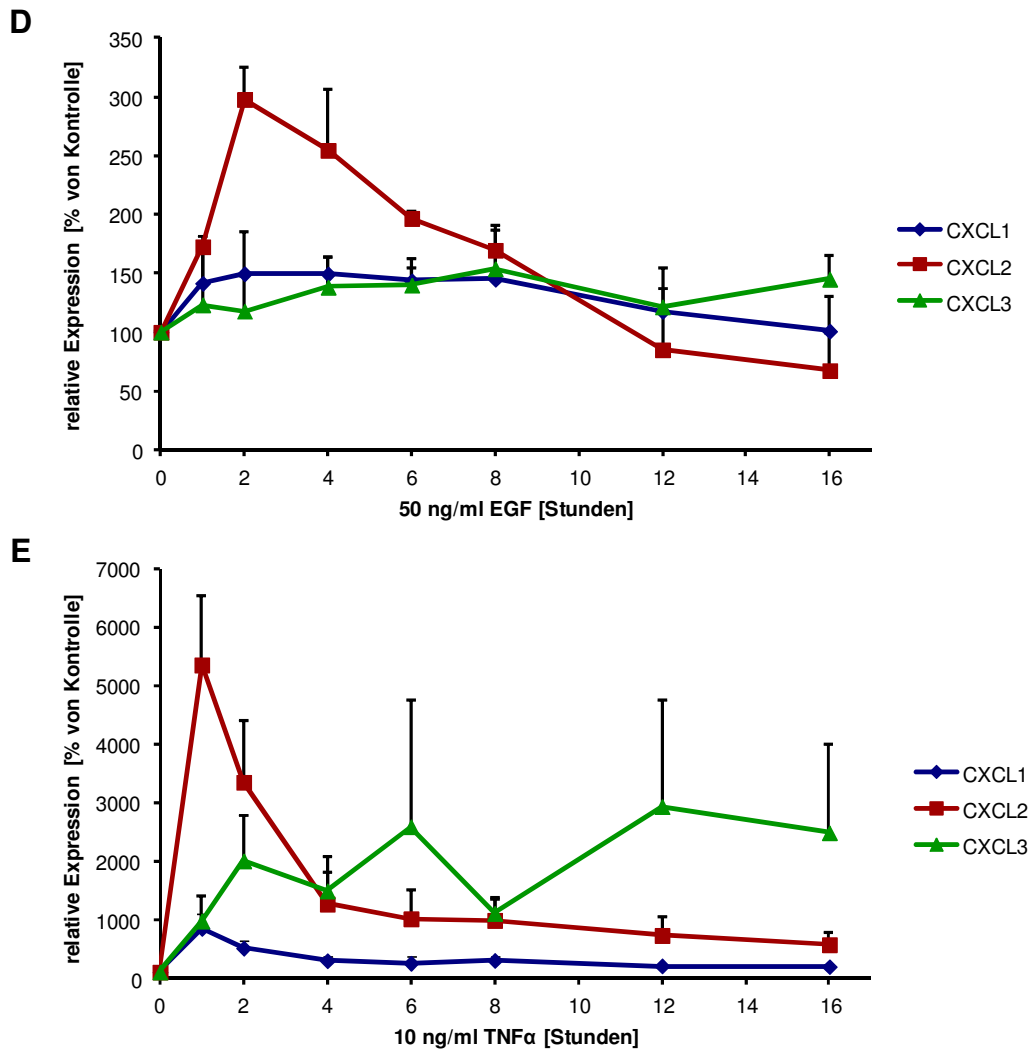 D
relative Expression [% von Kontrolle]
350
300
250
200
150
100
50
0
0 2 4 6 8 10 12 14 16
50 ng/ml EGF [Stunden]
CXCL1
CXCL2
CXCL3
E
relative Expression [% von Kontrolle]
7000
6000
5000
4000
3000
2000
1000
0
0 2 4 6 8 10 12 14 16
10 ng/ml TNFα [Stunden]
CXCL1
CXCL2
CXCL3